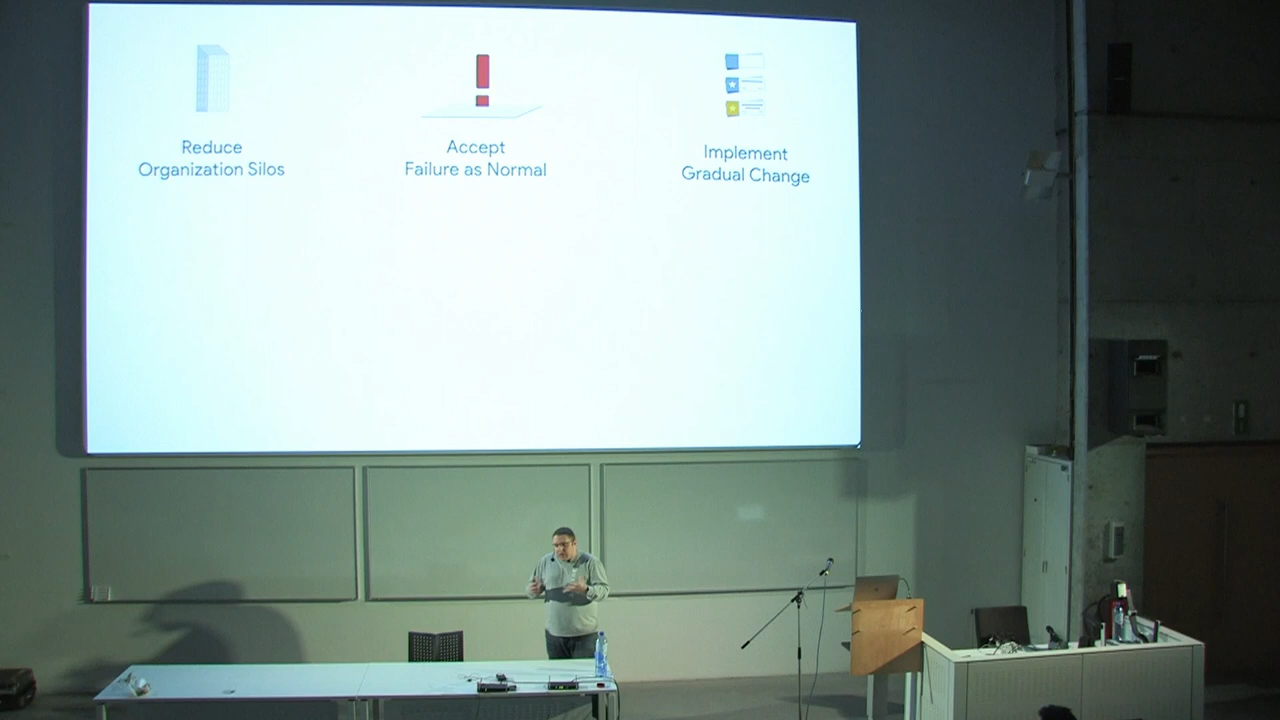 Reduce
Organization Silos
Accept
Failure as Normal
Implement
Gradual Change